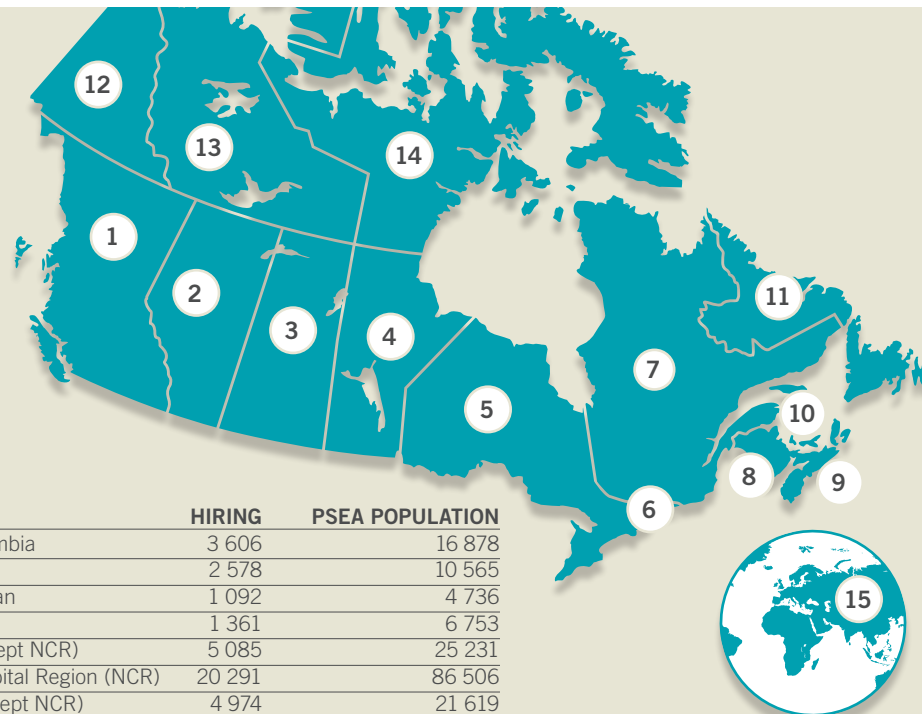 12
13
14
1
2
11
3
4
7
5
10
8
9
6
HIRING PSEA POPULATION
mbia 3 606 16 878
2 578 10 565
an 1 092 4 736
1 361 6 753
ept NCR) 5 085 25 231
pital Region (NCR) 20 291 86 506
ept NCR) 4 974 21 619
15